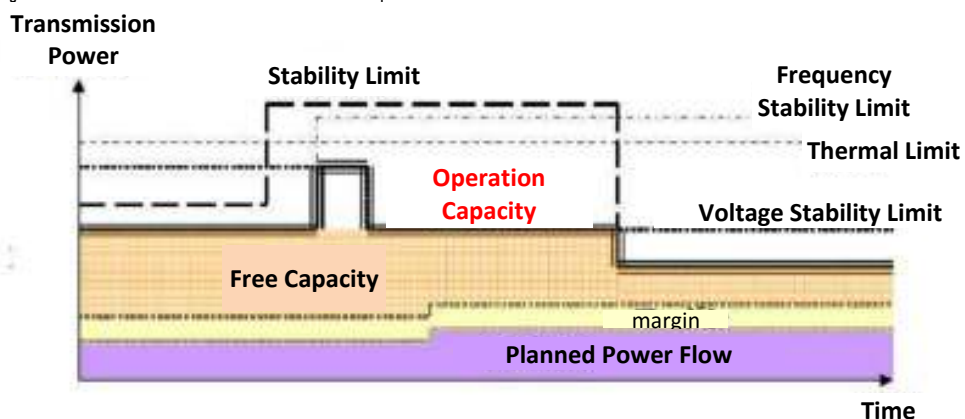 Transmission
Power
Stability Limit
Frequency
Stability Limit
Thermal Limit
Operation
Capacity
Voltage Stability Limit
Free Capacity
margin
Planned Power Flow
Time